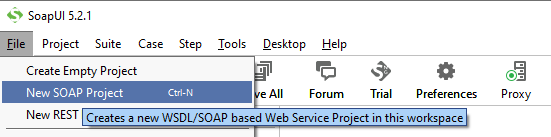 SoapUI 5.2.1
File Project Suite Case Step Tools Desktop Help
Create Empty Project
New SOAP Project Ctrl-N
New REST
Creates a new WSDL/SOAP based Web Service Project in this workspace
ve All Forum Trial Preferences Proxy